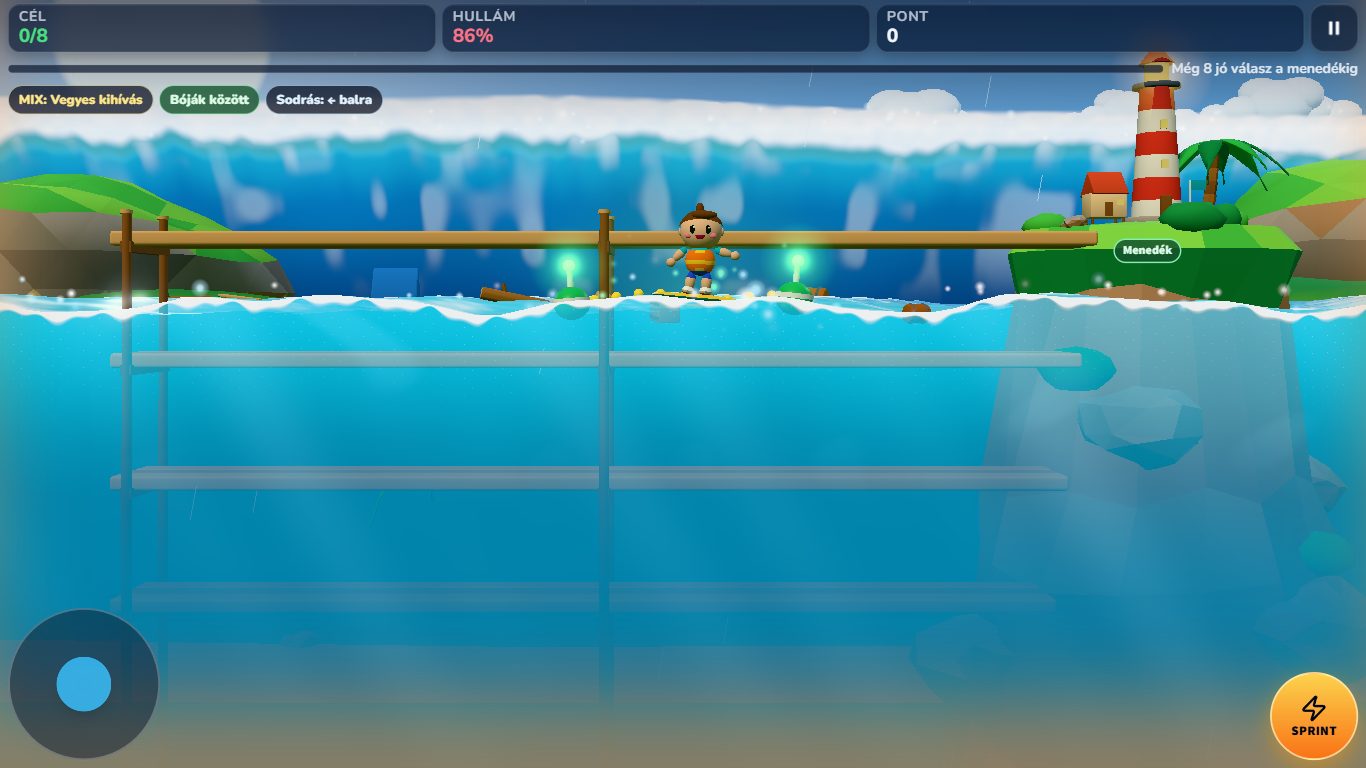 CÉL
0/8
HULLÁM
86%
PONT
0
Még 8 jó válasz a menedékig
MIX: Vegyes kihívás
Bóják között
Sodrás: ← balra
Menedék
SPRINT